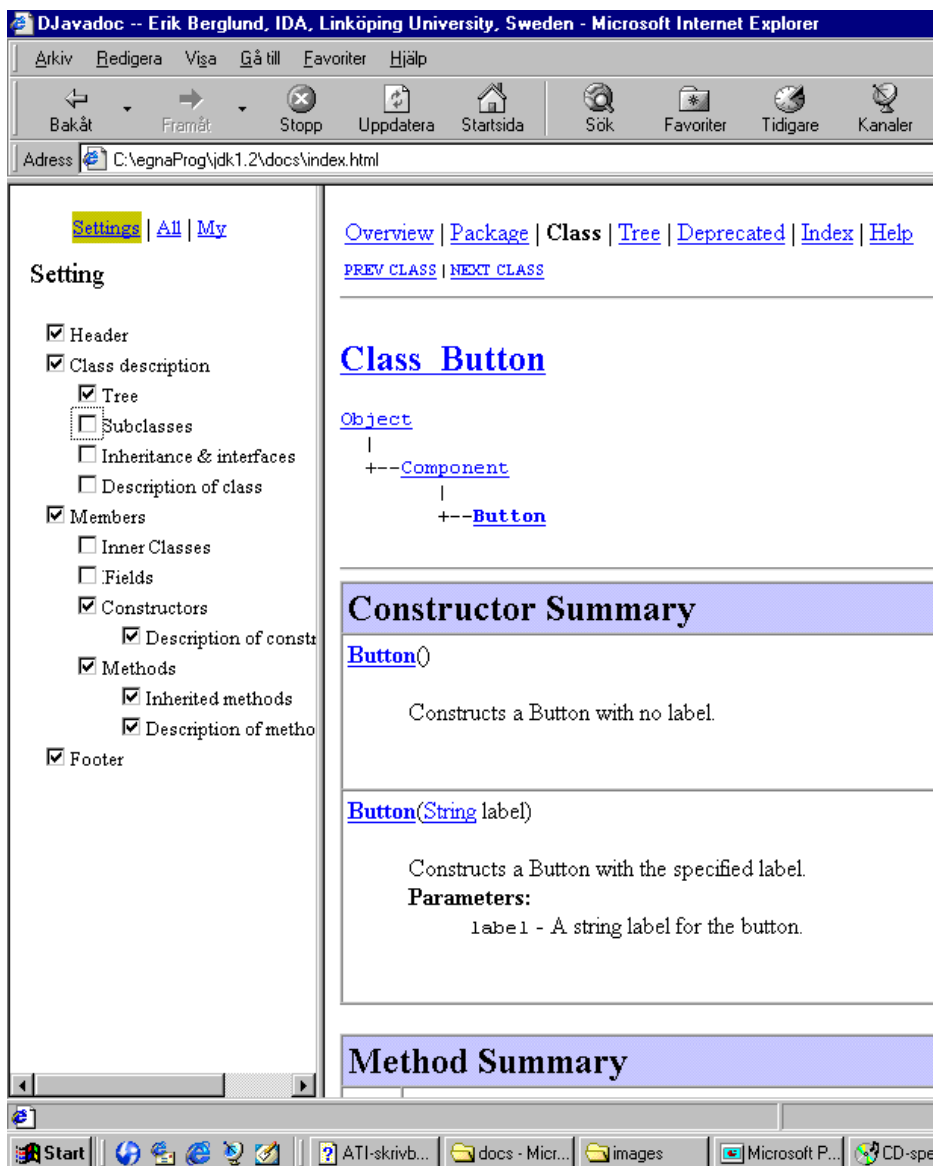 DJavadoc -- Erik Berglund, IDA, Linköping University, Sweden - Microsoft Internet Explorer
Arkiv Redigera Visa Gå till Favoriter Hjälp
Bakåt Framåt Stopp Uppdatera Startsida Sök Favoriter Tidigare Kanaler
Adress C:\egnaProg\jdk1.2\docs\index.html
Settings | All | My
Setting
Header
Class description
Tree
Subclasses
Inheritance & interfaces
Description of class
Members
Inner Classes
Fields
Constructors
Description of constr
Methods
Inherited methods
Description of metho
Footer
Overview | Package | Class | Tree | Deprecated | Index | Help
PREV CLASS | NEXT CLASS
Class Button
Object
|
+--Component
|
+--Button
Constructor Summary
Button()
Constructs a Button with no label.
Button(String label)
Constructs a Button with the specified label.
Parameters:
label - A string label for the button.
Method Summary
Start ATI-skrivb... docs - Micr... images Microsoft P... CD-spe